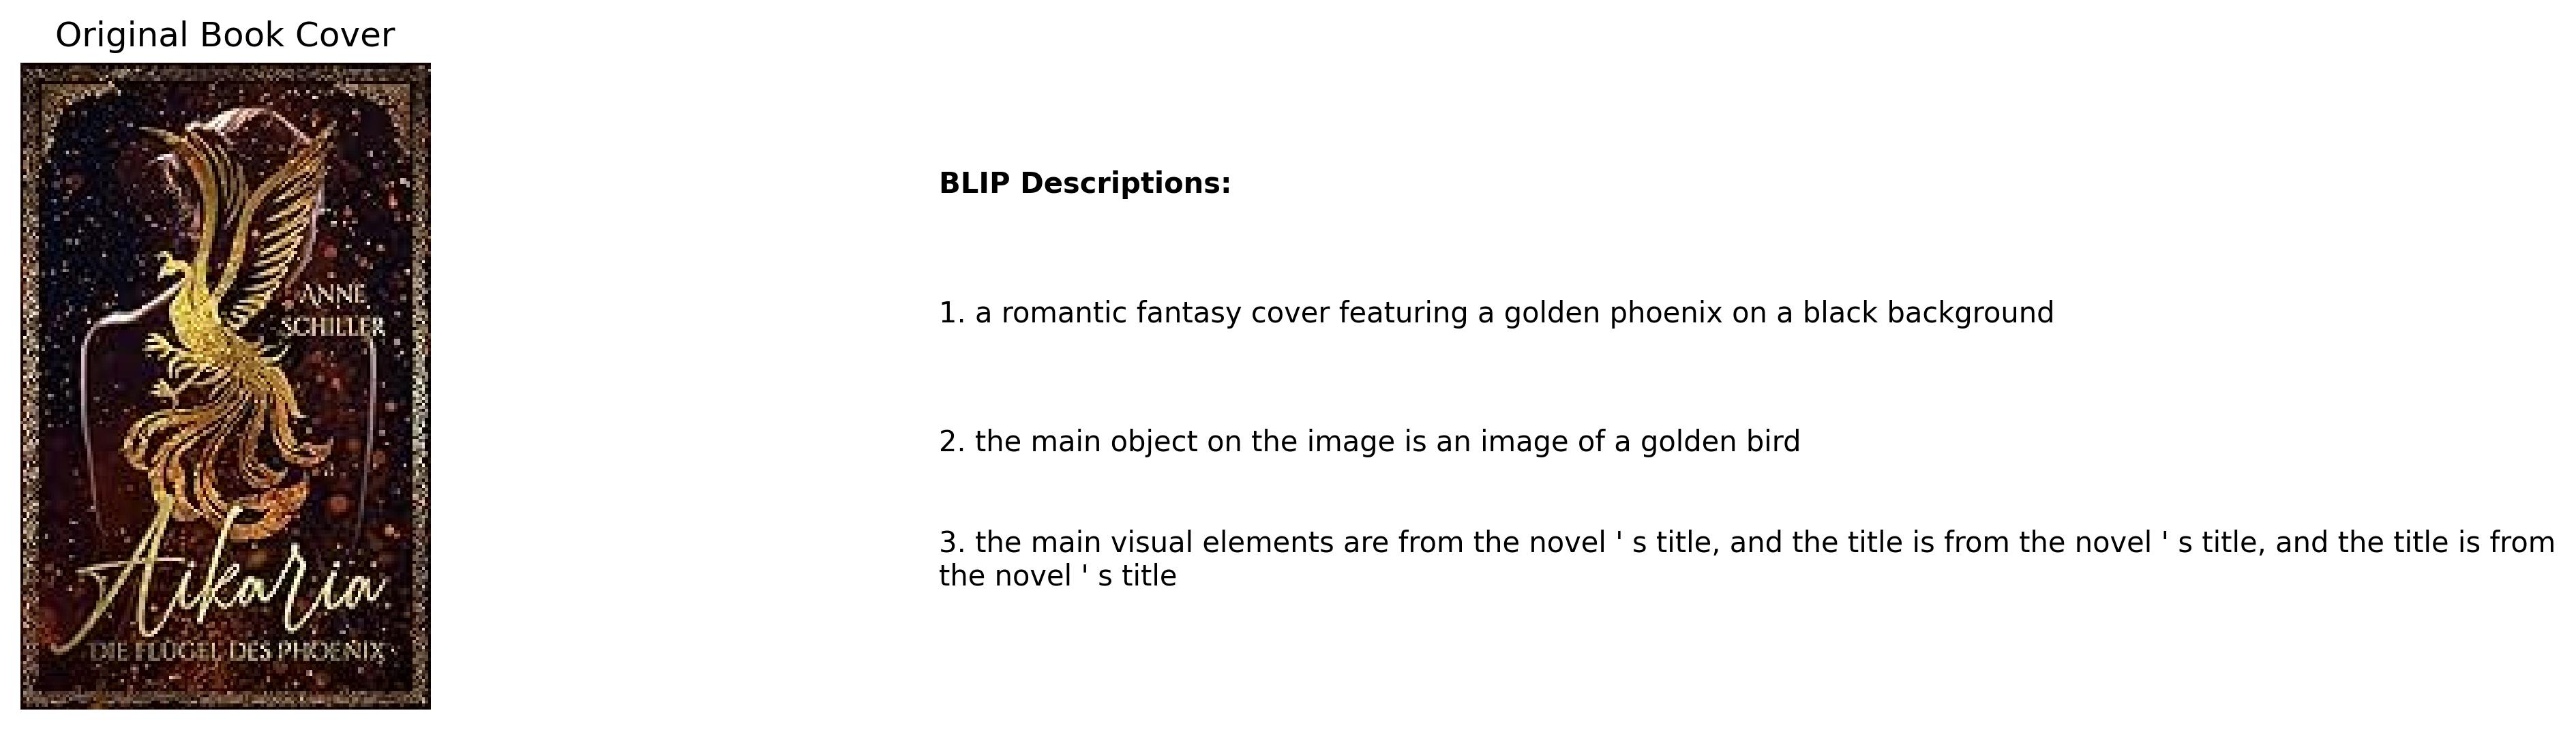 Original Book Cover
ANNE
SCHILLER
Aikaria
DIE FLÜGEL DES PHOENIX
BLIP Descriptions:
1. a romantic fantasy cover featuring a golden phoenix on a black background
2. the main object on the image is an image of a golden bird
3. the main visual elements are from the novel ' s title, and the title is from the novel ' s title, and the title is from
the novel ' s title